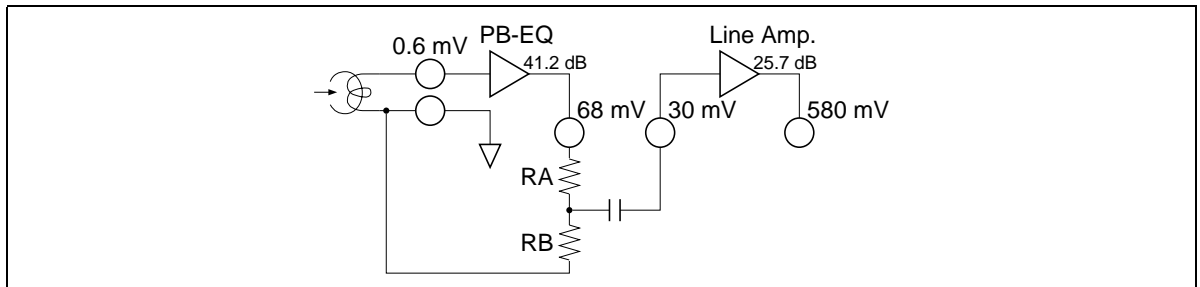 PB-EQ
Line Amp.
0.6 mV
41.2 dB
25.7 dB
68 mV
30 mV
580 mV
RA
RB